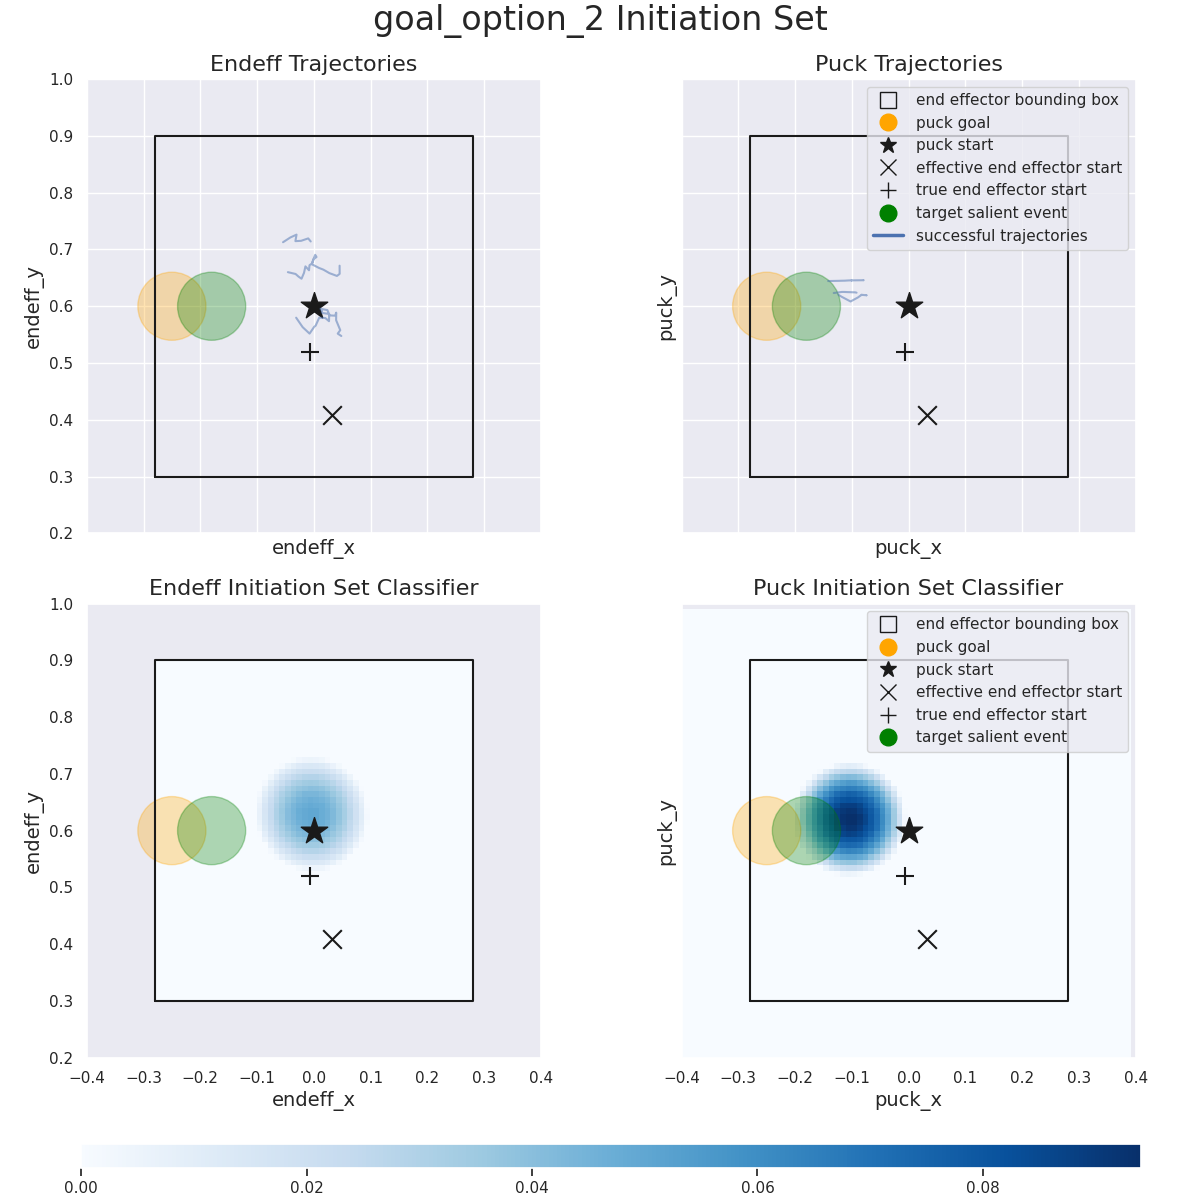 goal_option_2 Initiation Set
Endeff Trajectories
1.0
0.9
0.8
0.7
0.6
0.5
0.4
0.3
0.2
endeff_y
endeff_x
Puck Trajectories
end effector bounding box
puck goal
puck start
effective end effector start
true end effector start
target salient event
successful trajectories
puck_y
puck_x
Endeff Initiation Set Classifier
1.0
0.9
0.8
0.7
0.6
0.5
0.4
0.3
0.2
endeff_y
−0.4 −0.3 −0.2 −0.1 0.0 0.1 0.2 0.3 0.4
endeff_x
Puck Initiation Set Classifier
end effector bounding box
puck goal
puck start
effective end effector start
true end effector start
target salient event
puck_y
−0.4 −0.3 −0.2 −0.1 0.0 0.1 0.2 0.3 0.4
puck_x
0.00 0.02 0.04 0.06 0.08